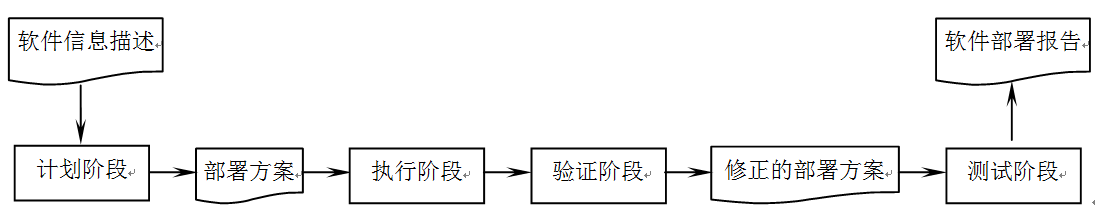 软件信息描述
软件部署报告
计划阶段
部署方案
执行阶段
验证阶段
修正的部署方案
测试阶段